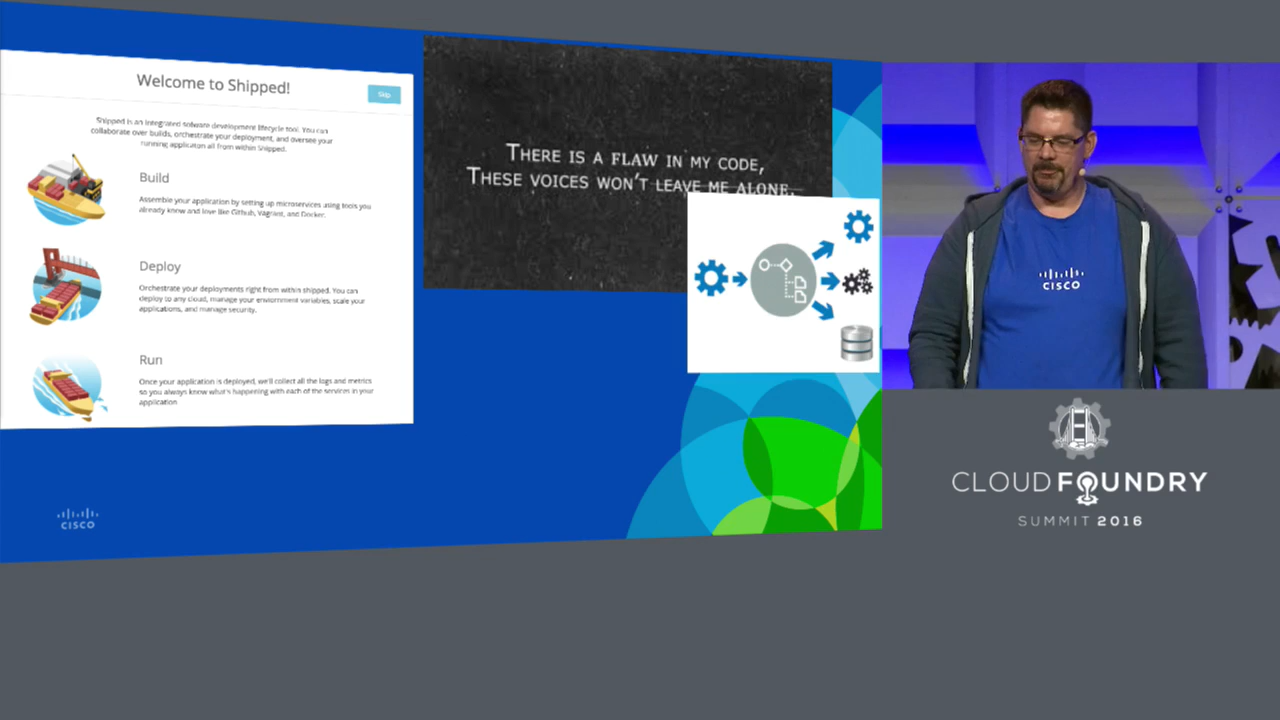 Welcome to Shipped!
Skip
Shipped is an integrated software development lifecycle tool. You can
collaborate over builds, orchestrate your deployment, and oversee your
running application all from within Shipped.
Build
Assemble your application by setting up microservices using tools you
already know and love like Github, Vagrant, and Docker.
Deploy
Orchestrate your deployments right from within shipped. You can
deploy to any cloud, manage your environment variables, scale your
applications, and manage security.
Run
Once your application is deployed, we'll collect all the logs and metrics
so you always know what's happening with each of the services in your
application
THERE IS A FLAW IN MY CODE,
THESE VOICES WON'T LEAVE ME ALONE.
CISCO
CISCO
CLOUD FOUNDRY
SUMMIT 2016